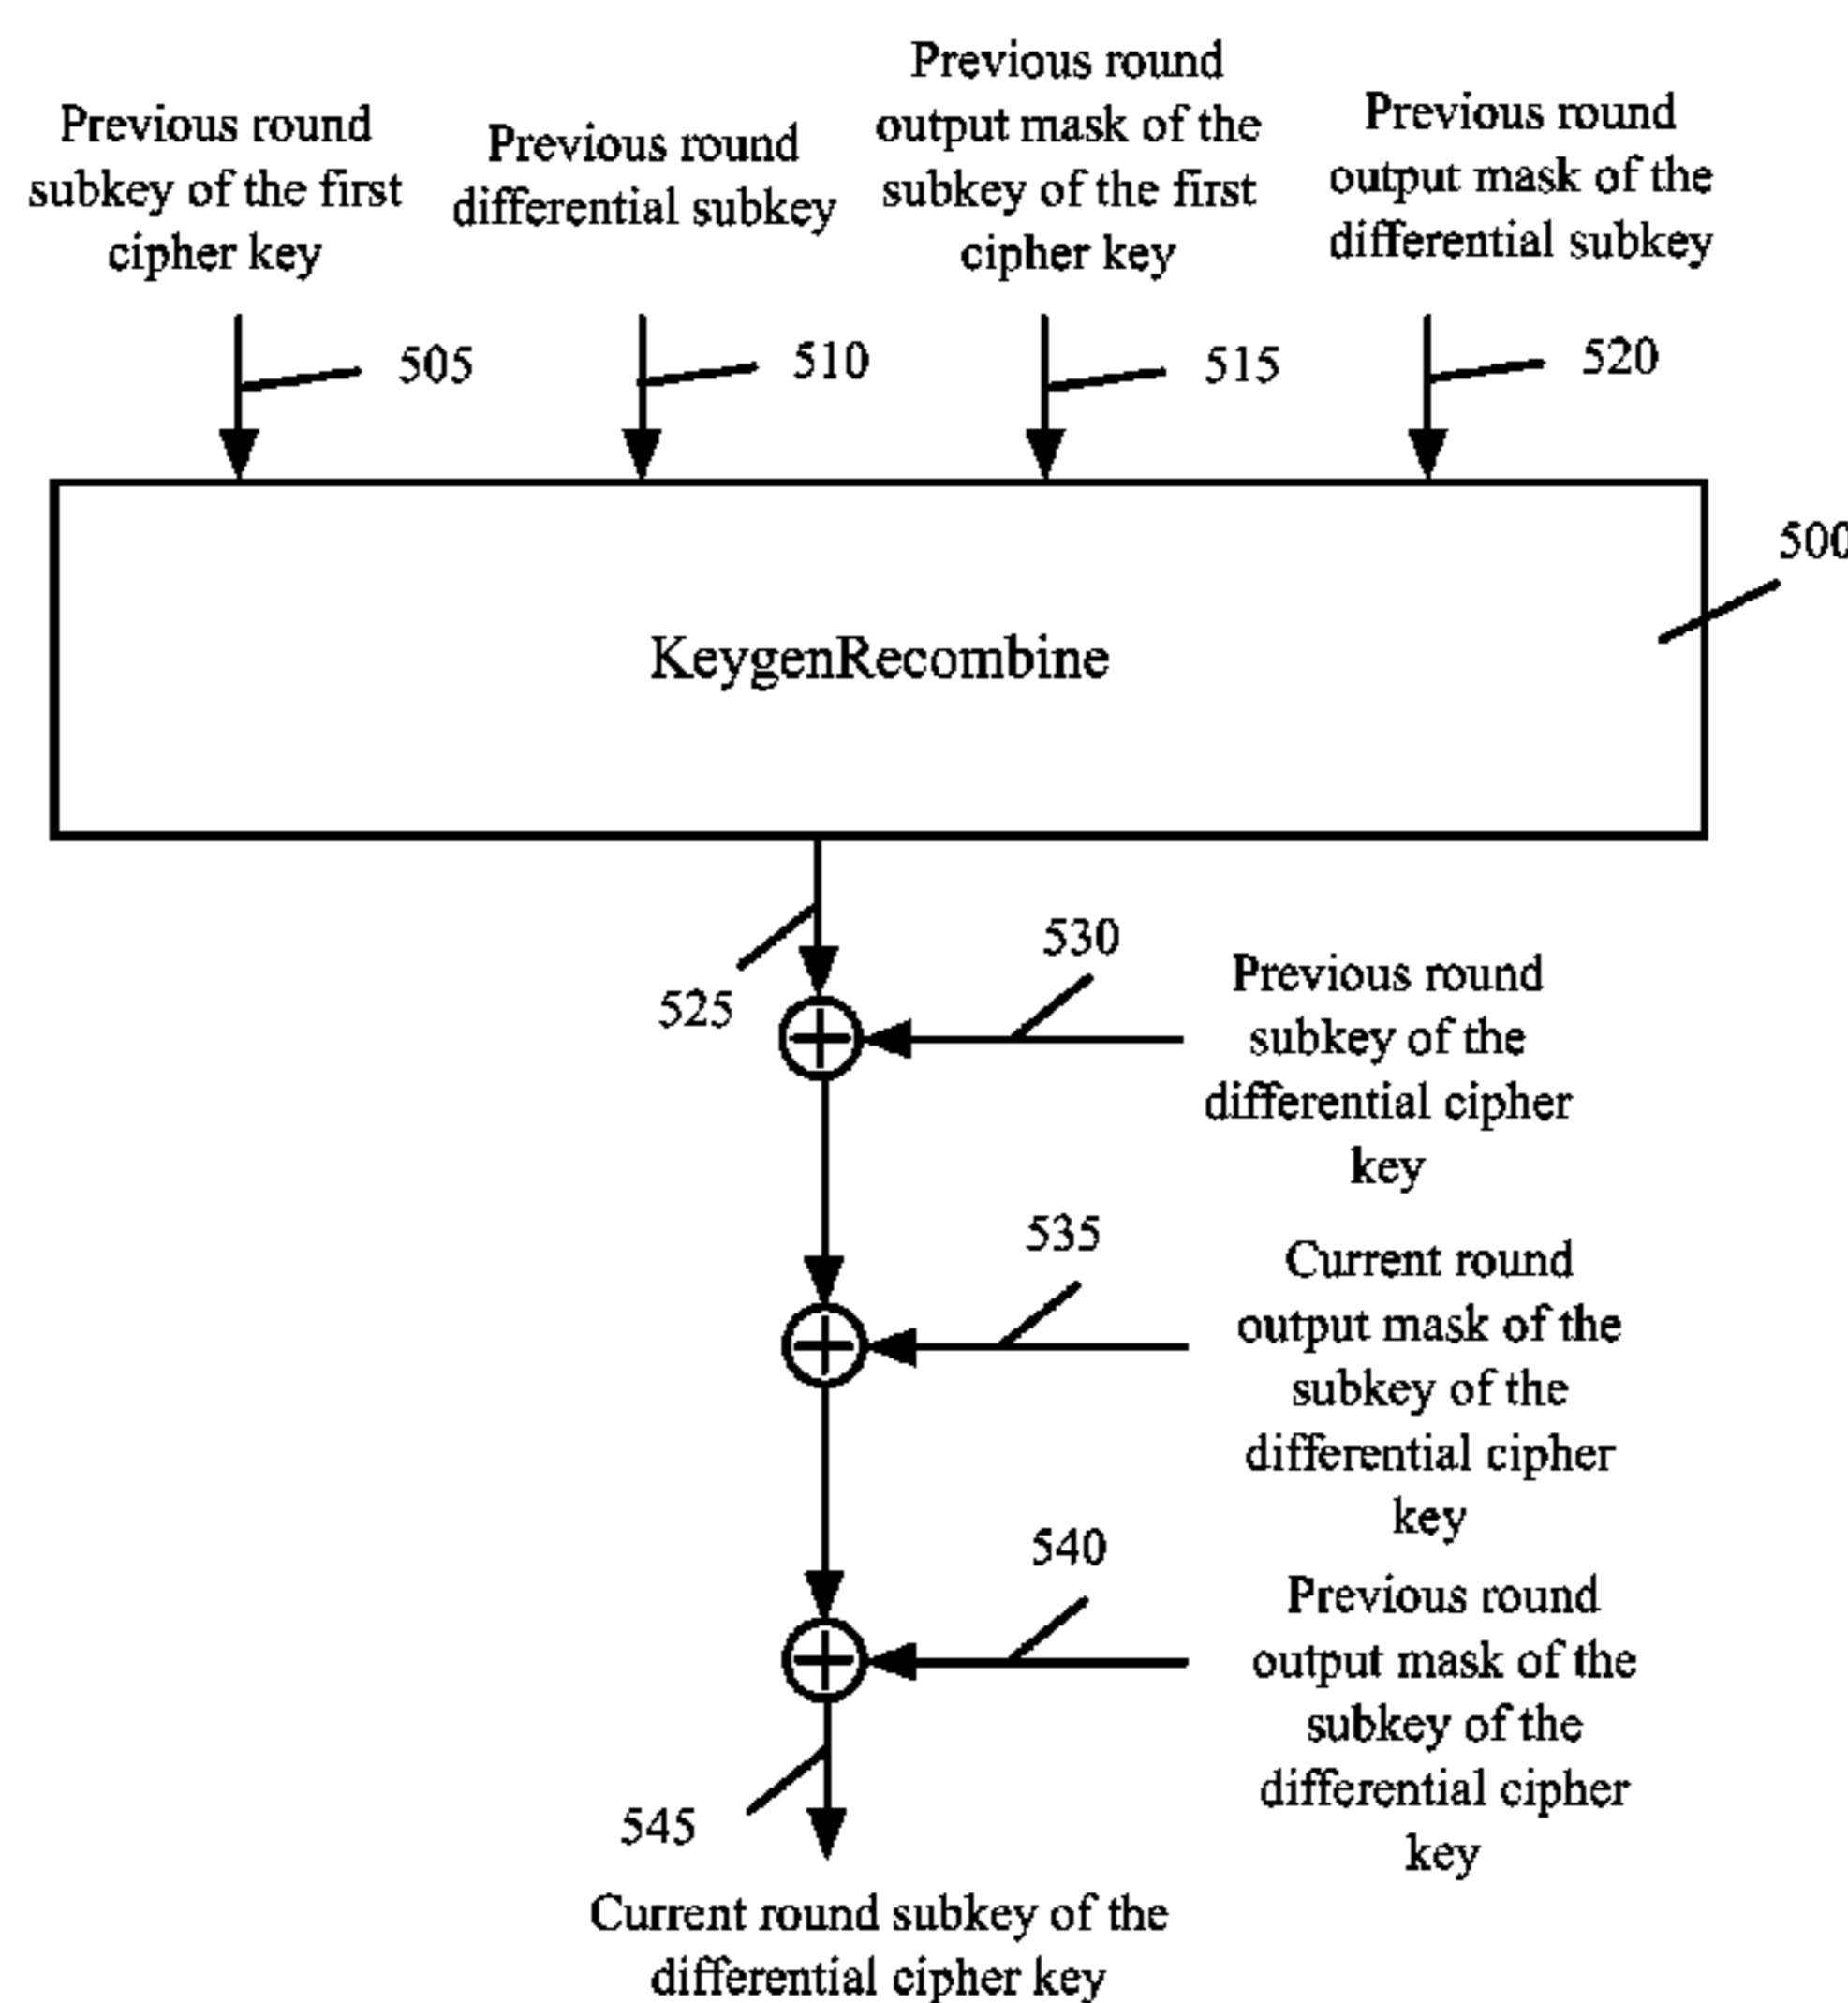 Previous round
subkey of the first
cipher key
Previous round
differential subkey
Previous round
output mask of the
subkey of the first
cipher key
Previous round
output mask of the
differential subkey
505
510
515
520
500
KeygenRecombine
525
530
Previous round
subkey of the
differential cipher
key
535
Current round
output mask of the
subkey of the
differential cipher
key
540
Previous round
output mask of the
subkey of the
differential cipher
key
545
Current round subkey of the
differential cipher key